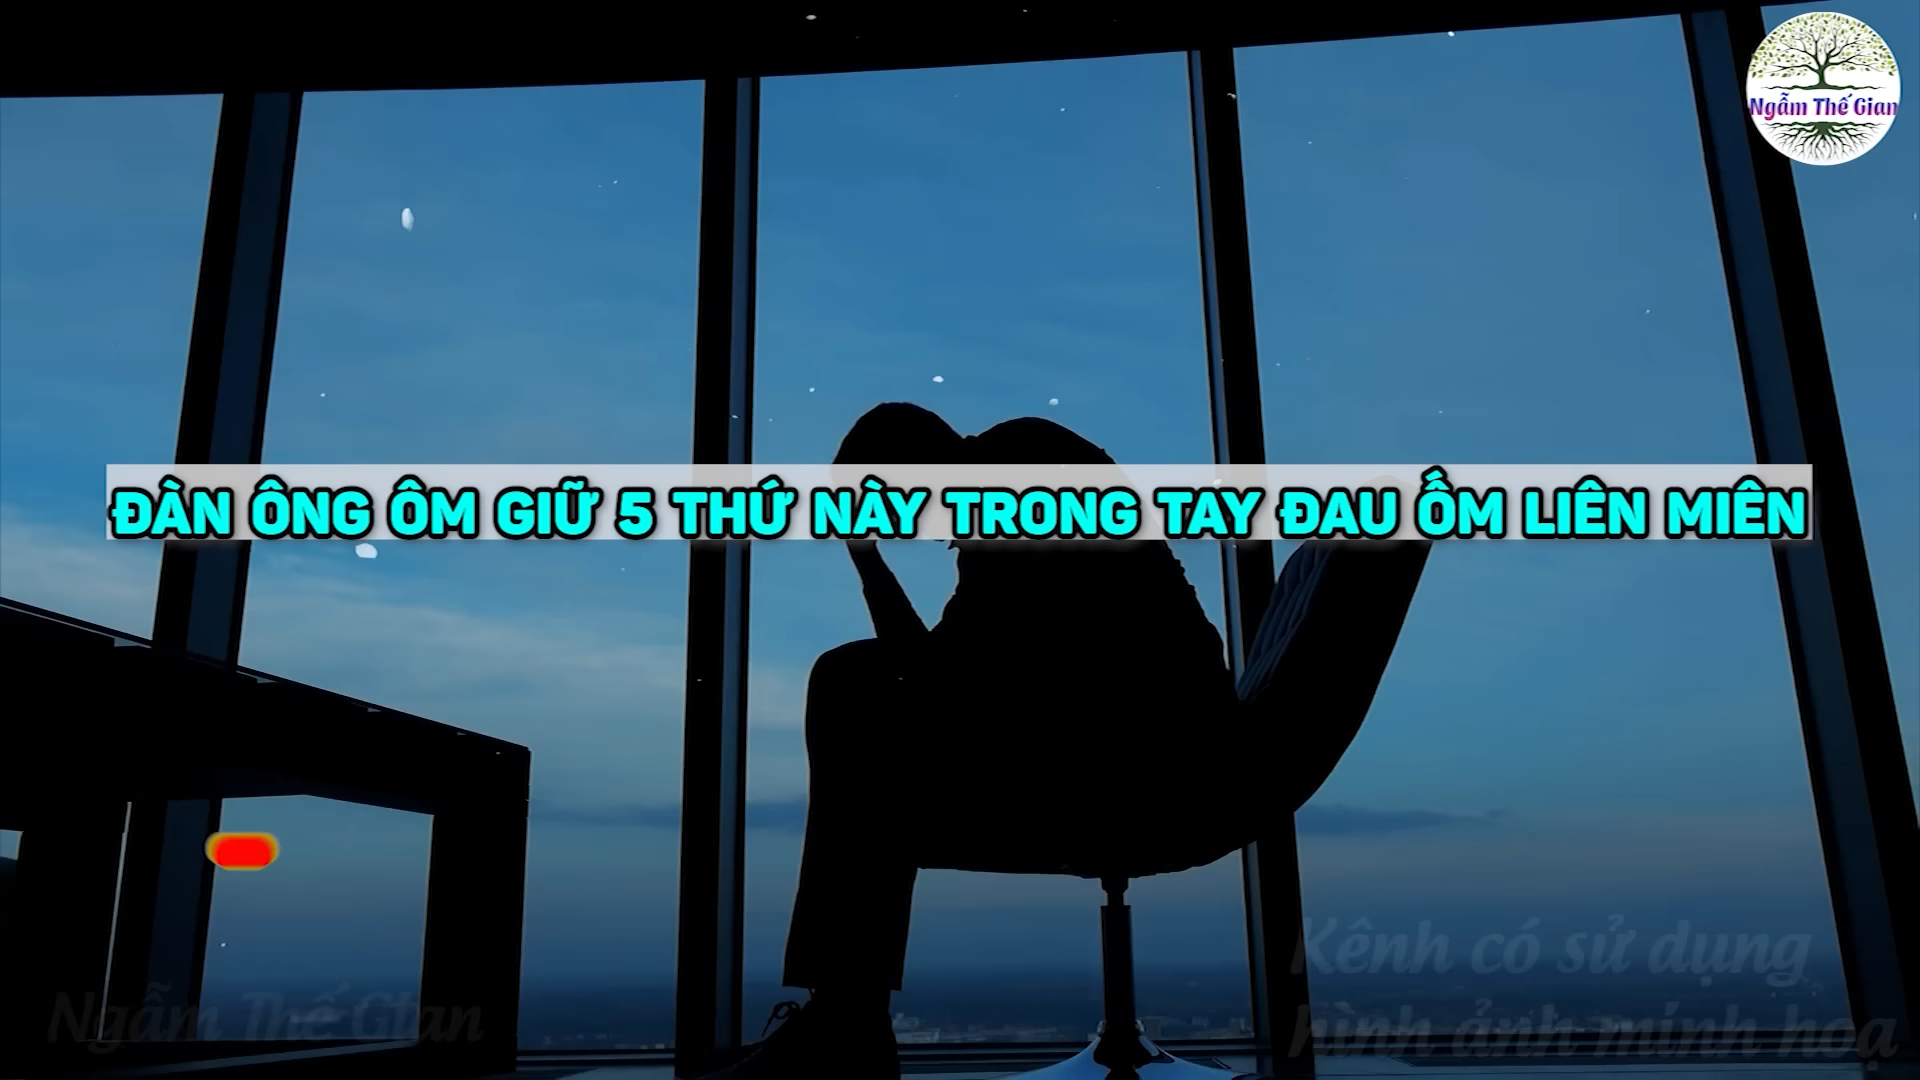 Ngẫm Thế Gian
ĐÀN ÔNG ÔM GIỮ 5 THỨ NÀY TRONG TAY ĐAU ỐM LIÊN MIÊN
Kênh có sử dụng
hình ảnh minh hoạ
Ngẫm Thế Gian